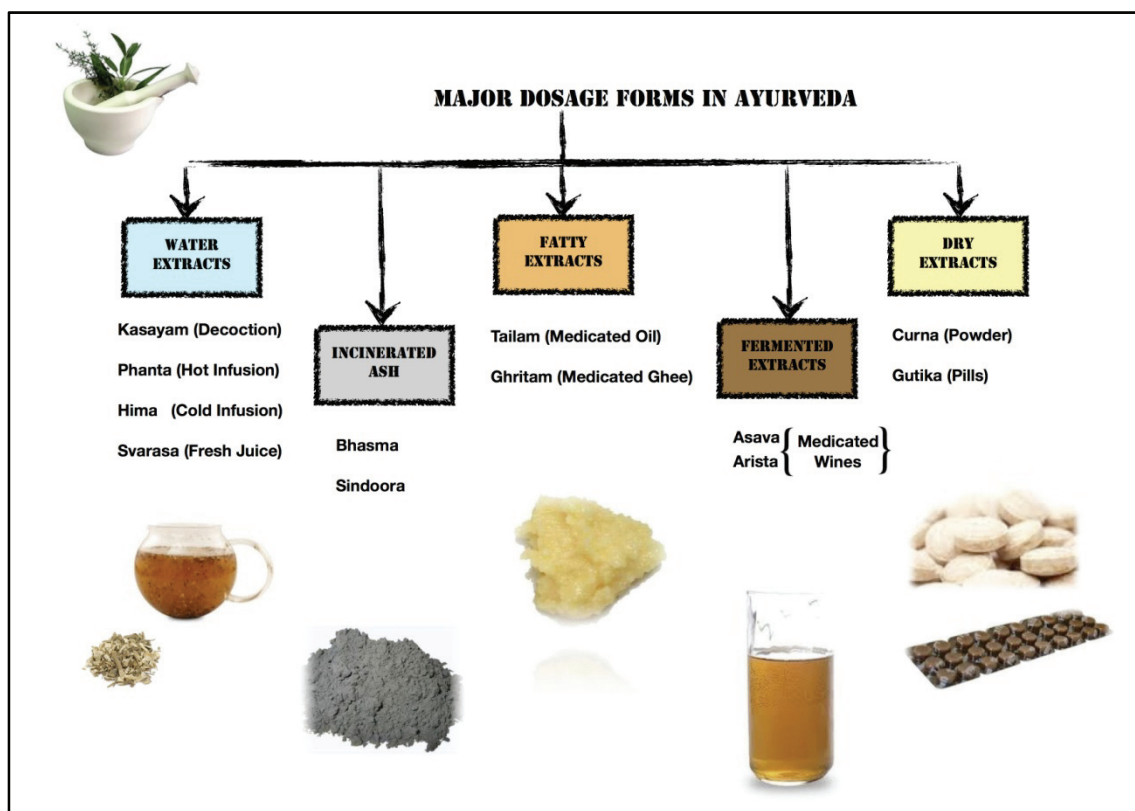 MAJOR DOSAGE FORMS IN AYURVEDA
WATER
EXTRACTS
Kasayam (Decoction)
Phanta (Hot Infusion)
Hima (Cold Infusion)
Svarasa (Fresh Juice)
INCINERATED
ASH
Bhasma
Sindoora
FATTY
EXTRACTS
Tailam (Medicated Oil)
Ghritam (Medicated Ghee)
FERMENTED
EXTRACTS
Asava { Medicated }
Arista { Wines }
DRY
EXTRACTS
Curna (Powder)
Gutika (Pills)